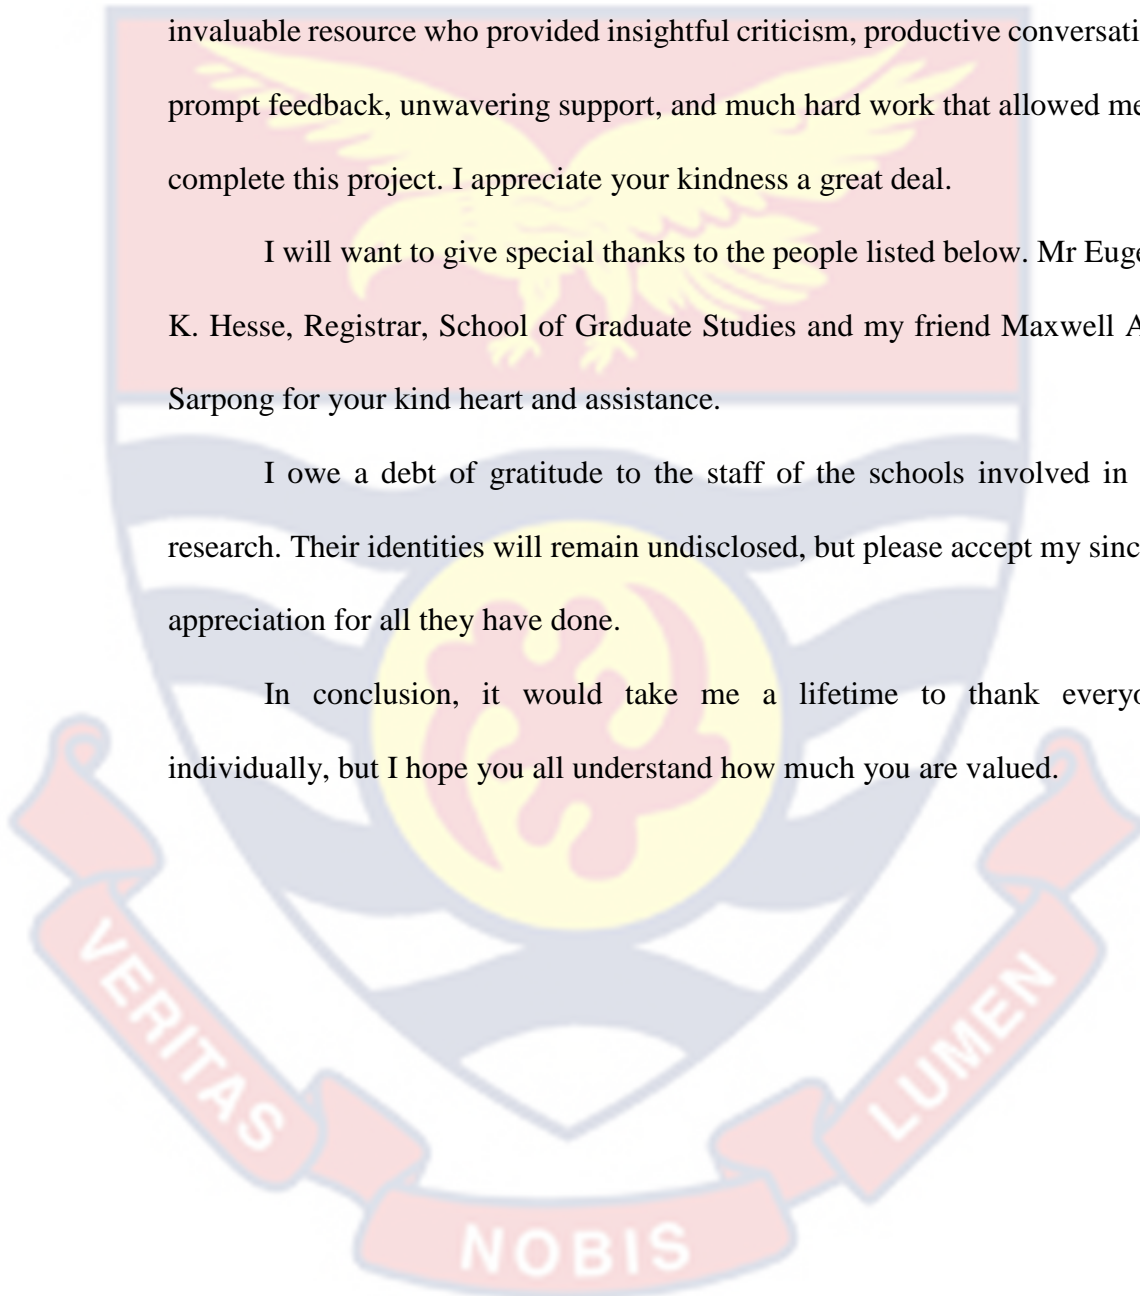 invaluable resource who provided insightful criticism, productive conversati
prompt feedback, unwavering support, and much hard work that allowed me
complete this project. I appreciate your kindness a great deal.
I will want to give special thanks to the people listed below. Mr Euge
K. Hesse, Registrar, School of Graduate Studies and my friend Maxwell A
Sarpong for your kind heart and assistance.
I owe a debt of gratitude to the staff of the schools involved in
research. Their identities will remain undisclosed, but please accept my sinc
appreciation for all they have done.
In conclusion, it would take me a lifetime to thank everyo
individually, but I hope you all understand how much you are valued.
VERITAS
NOBIS
LUMEN